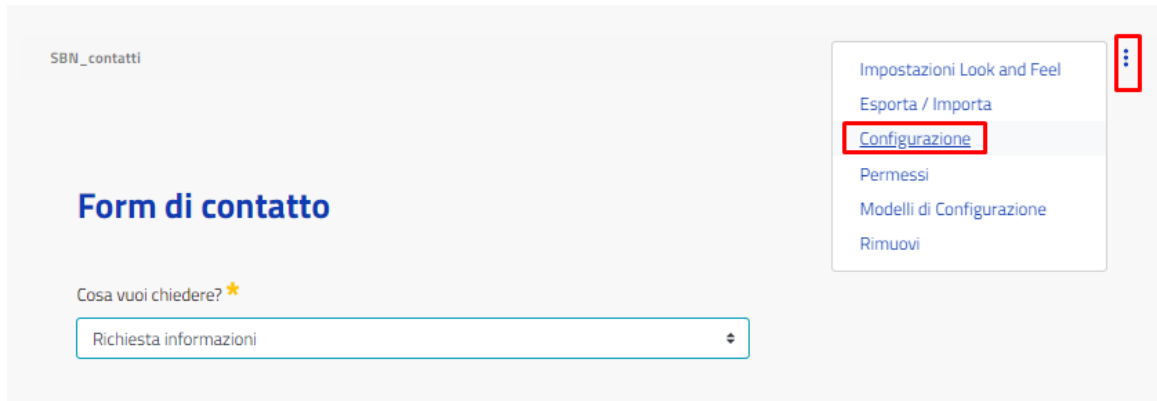 SBN_contatti
Impostazioni Look and Feel
Esporta / Importa
Configurazione
Permessi
Modelli di Configurazione
Rimuovi
Form di contatto
Cosa vuoi chiedere? *
Richiesta informazioni